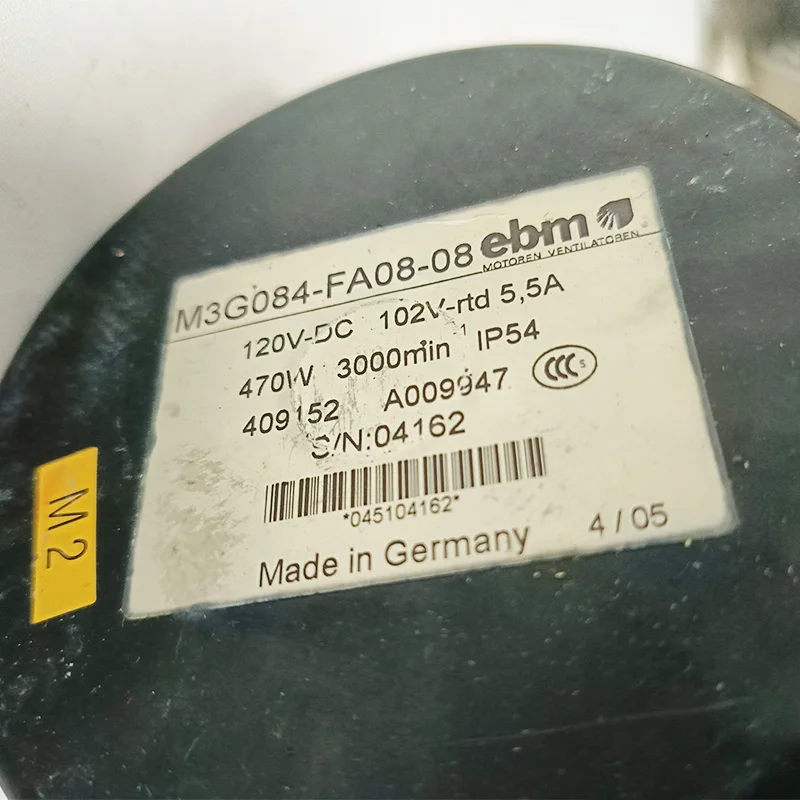 M3G084-FA08-08 ebm
MOTOREN VENTILATOREN
120V-DC 102V-rtd 5,5A
470W 3000min⁻¹ IP54
409152 A009947 CCC S
S/N:04162
*045104162*
Made in Germany 4/05
M2